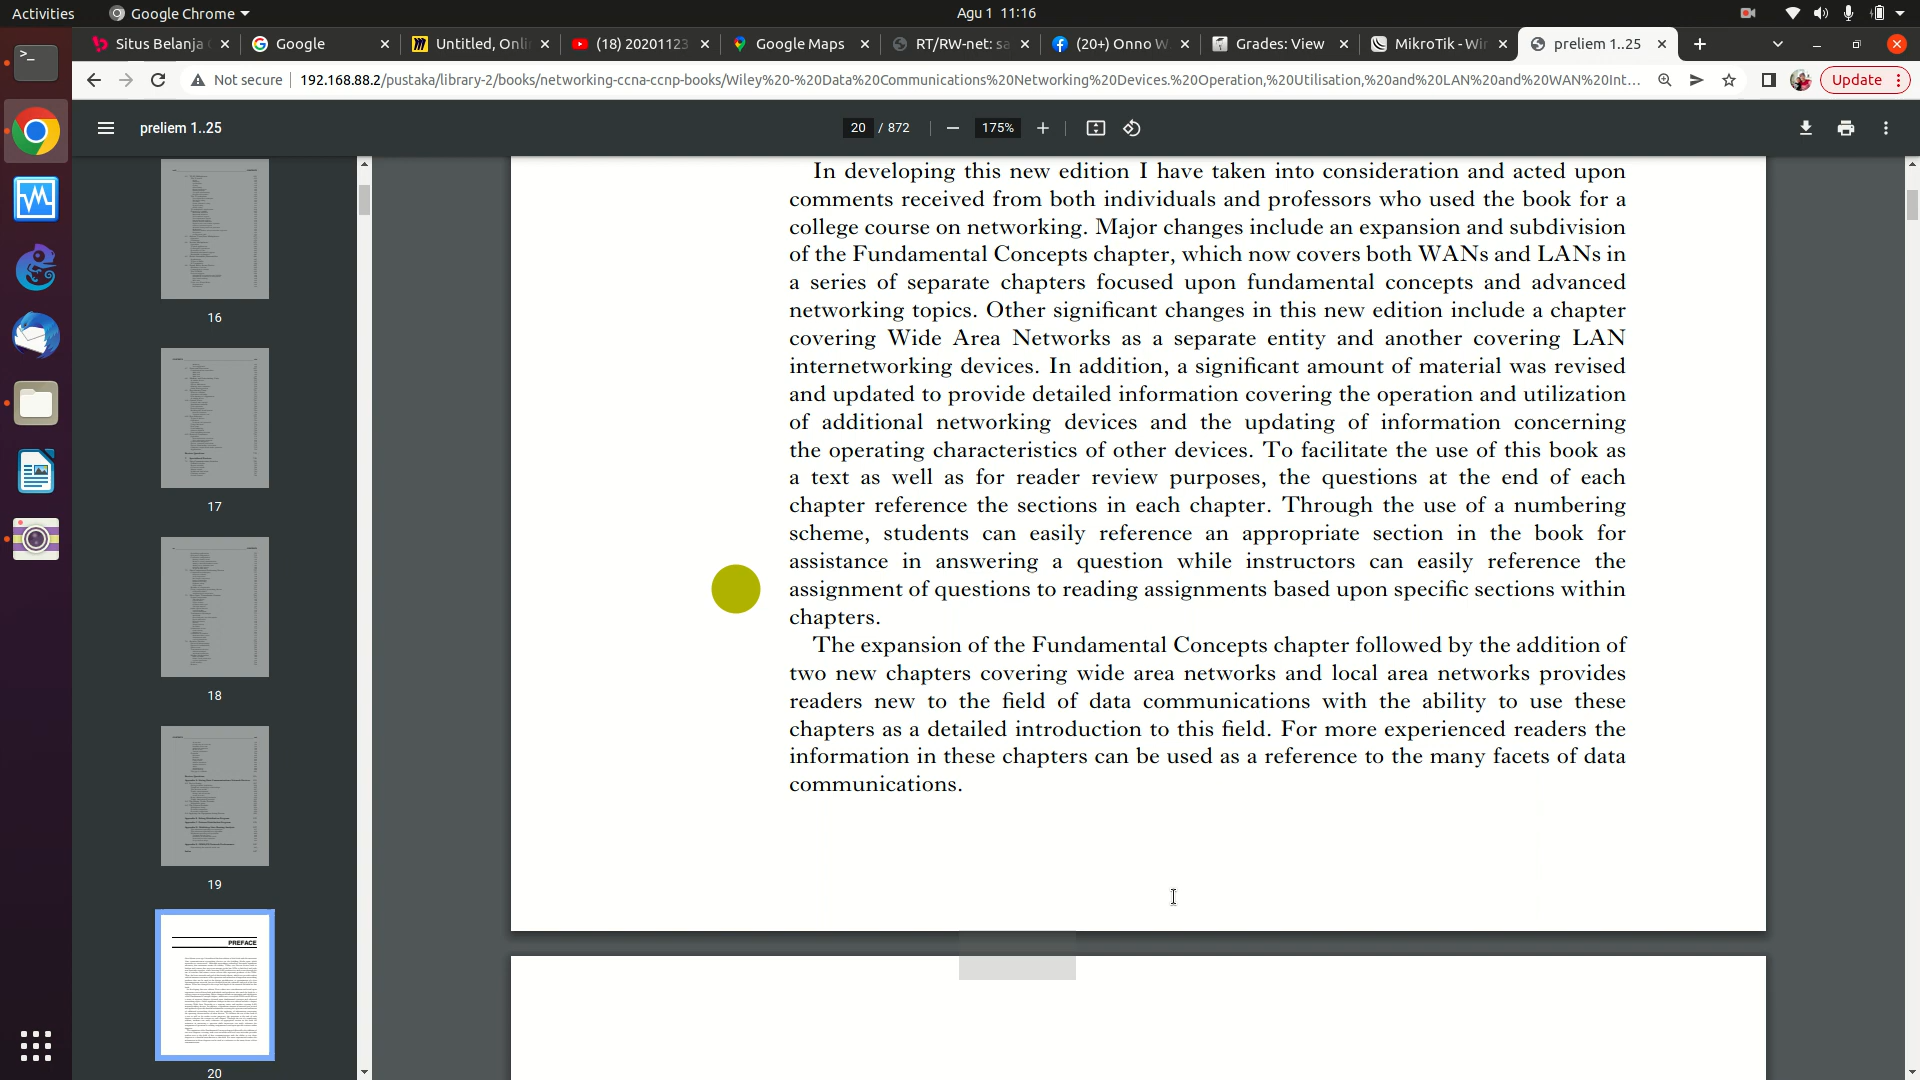 Activities
Google Chrome
Agu 1 11:16
Situs Belanja
Google
Untitled, Onli
(18) 20201123
Google Maps
RT/RW-net: sa
(20+) Onno W
Grades: View
MikroTik - Wir
preliem 1..25
Not secure
192.168.88.2/pustaka/library-2/books/networking-ccna-ccnp-books/Wiley%20-%20Data%20Communications%20Networking%20Devices.%20Operation,%20Utilisation,%20and%20LAN%20and%20WAN%20Int...
Update
preliem 1..25
20 / 872
175%
16
17
18
19
PREFACE
20
In developing this new edition I have taken into consideration and acted upon
comments received from both individuals and professors who used the book for a
college course on networking. Major changes include an expansion and subdivision
of the Fundamental Concepts chapter, which now covers both WANs and LANs in
a series of separate chapters focused upon fundamental concepts and advanced
networking topics. Other significant changes in this new edition include a chapter
covering Wide Area Networks as a separate entity and another covering LAN
internetworking devices. In addition, a significant amount of material was revised
and updated to provide detailed information covering the operation and utilization
of additional networking devices and the updating of information concerning
the operating characteristics of other devices. To facilitate the use of this book as
a text as well as for reader review purposes, the questions at the end of each
chapter reference the sections in each chapter. Through the use of a numbering
scheme, students can easily reference an appropriate section in the book for
assistance in answering a question while instructors can easily reference the
assignment of questions to reading assignments based upon specific sections within
chapters.
The expansion of the Fundamental Concepts chapter followed by the addition of
two new chapters covering wide area networks and local area networks provides
readers new to the field of data communications with the ability to use these
chapters as a detailed introduction to this field. For more experienced readers the
information in these chapters can be used as a reference to the many facets of data
communications.